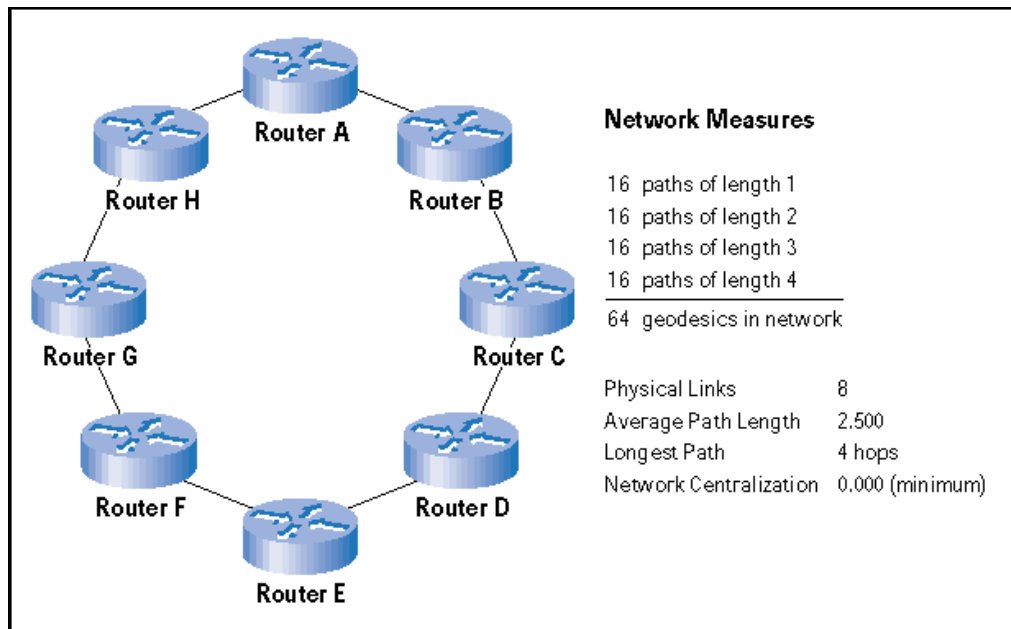 Router A
Router H
Router B
Router G
Router C
Router F
Router D
Router E
Network Measures
16 paths of length 1
16 paths of length 2
16 paths of length 3
16 paths of length 4
64 geodesics in network
Physical Links 8
Average Path Length 2.500
Longest Path 4 hops
Network Centralization 0.000 (minimum)